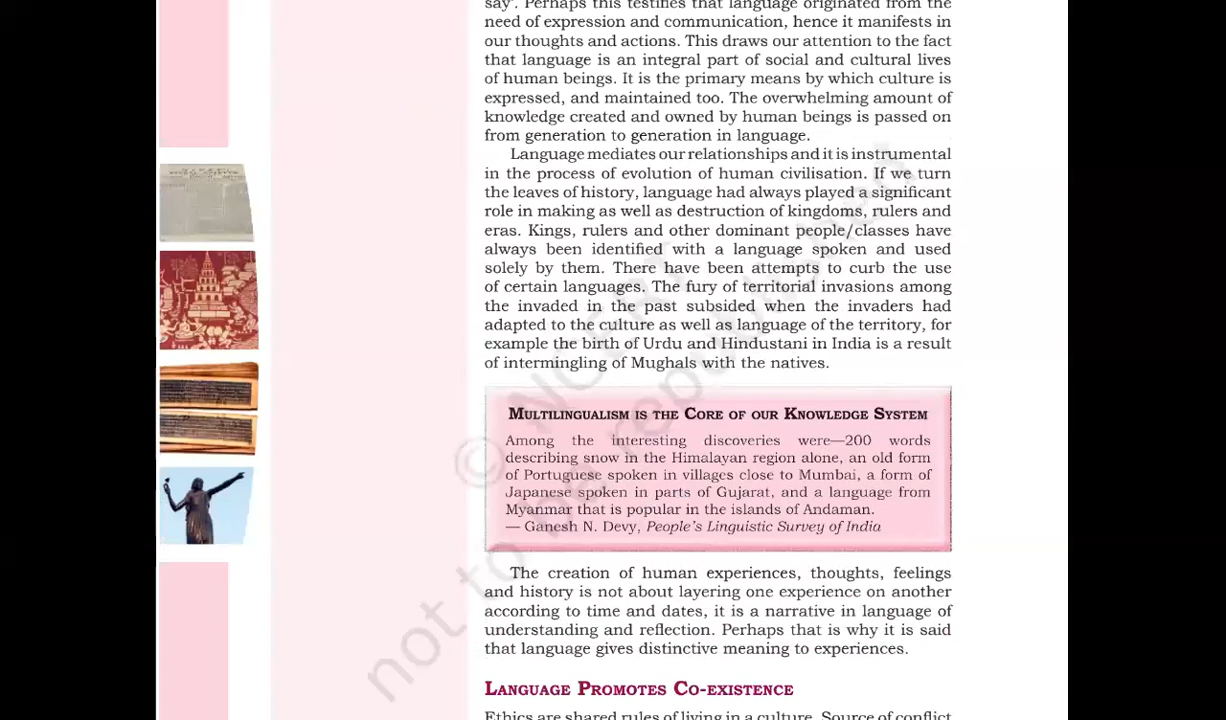 say'. Perhaps this testifies that language originated from the
need of expression and communication, hence it manifests in
our thoughts and actions. This draws our attention to the fact
that language is an integral part of social and cultural lives
of human beings. It is the primary means by which culture is
expressed, and maintained too. The overwhelming amount of
knowledge created and owned by human beings is passed on
from generation to generation in language.
Language mediates our relationships and it is instrumental
in the process of evolution of human civilisation. If we turn
the leaves of history, language had always played a significant
role in making as well as destruction of kingdoms, rulers and
eras. Kings, rulers and other dominant people/classes have
always been identified with a language spoken and used
solely by them. There have been attempts to curb the use
of certain languages. The fury of territorial invasions among
the invaded in the past subsided when the invaders had
adapted to the culture as well as language of the territory, for
example the birth of Urdu and Hindustani in India is a result
of intermingling of Mughals with the natives.
Multilingualism is the Core of our Knowledge System
Among the interesting discoveries were—200 words
describing snow in the Himalayan region alone, an old form
of Portuguese spoken in villages close to Mumbai, a form of
Japanese spoken in parts of Gujarat, and a language from
Myanmar that is popular in the islands of Andaman.
— Ganesh N. Devy, People's Linguistic Survey of India
The creation of human experiences, thoughts, feelings
and history is not about layering one experience on another
according to time and dates, it is a narrative in language of
understanding and reflection. Perhaps that is why it is said
that language gives distinctive meaning to experiences.
Language Promotes Co-existence
Ethics are shared rules of living in a culture. Source of conflict
© NCERT
not to be republished